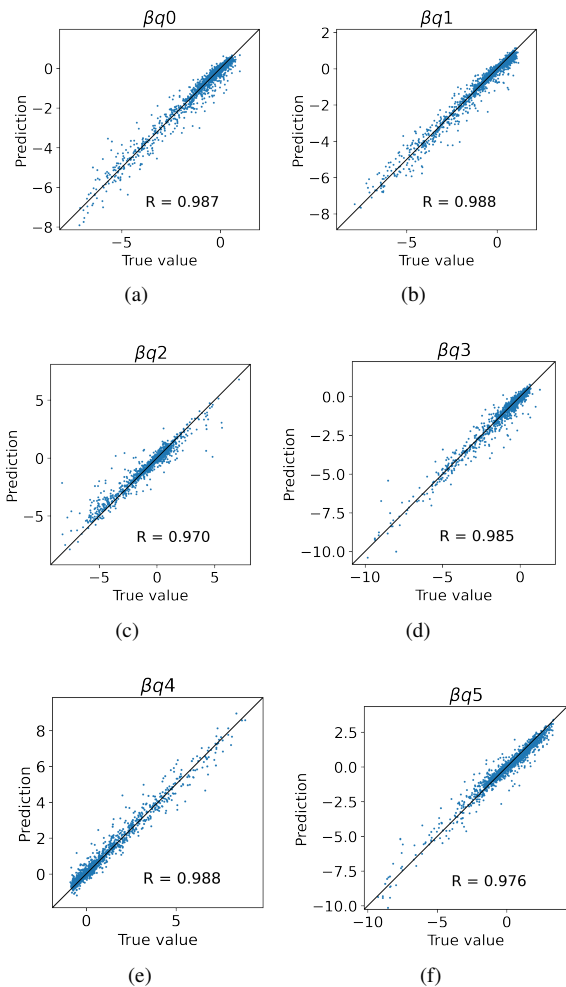 βq0
Prediction
0
−2
−4
−6
−8
R = 0.987
−5
0
True value
(a)
βq1
Prediction
2
0
−2
−4
−6
−8
R = 0.988
−5
0
True value
(b)
βq2
Prediction
5
0
−5
R = 0.970
−5
0
5
True value
(c)
βq3
Prediction
0.0
−2.5
−5.0
−7.5
−10.0
R = 0.985
−10
−5
0
True value
(d)
βq4
Prediction
8
6
4
2
0
R = 0.988
0
5
True value
(e)
βq5
Prediction
2.5
0.0
−2.5
−5.0
−7.5
−10.0
R = 0.976
−10
−5
0
True value
(f)